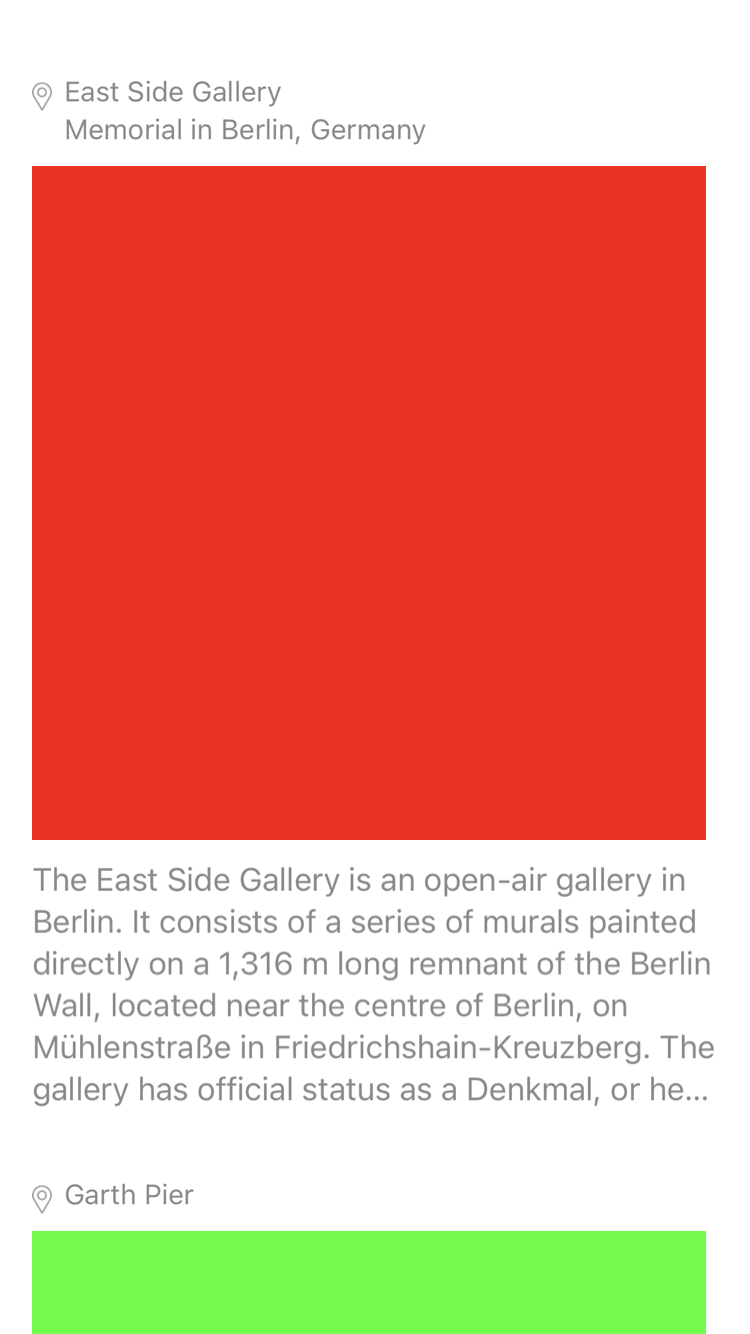 East Side Gallery
Memorial in Berlin, Germany
The East Side Gallery is an open-air gallery in
Berlin. It consists of a series of murals painted
directly on a 1,316 m long remnant of the Berlin
Wall, located near the centre of Berlin, on
Mühlenstraße in Friedrichshain-Kreuzberg. The
gallery has official status as a Denkmal, or he...
Garth Pier